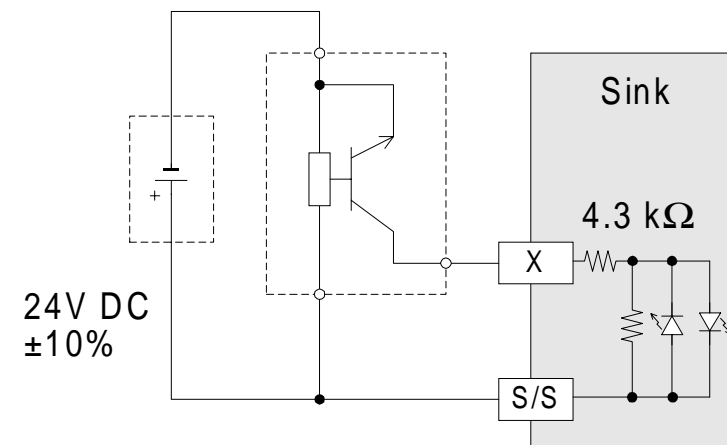 Sink
4.3 kΩ
X
+
24V DC
±10%
S/S